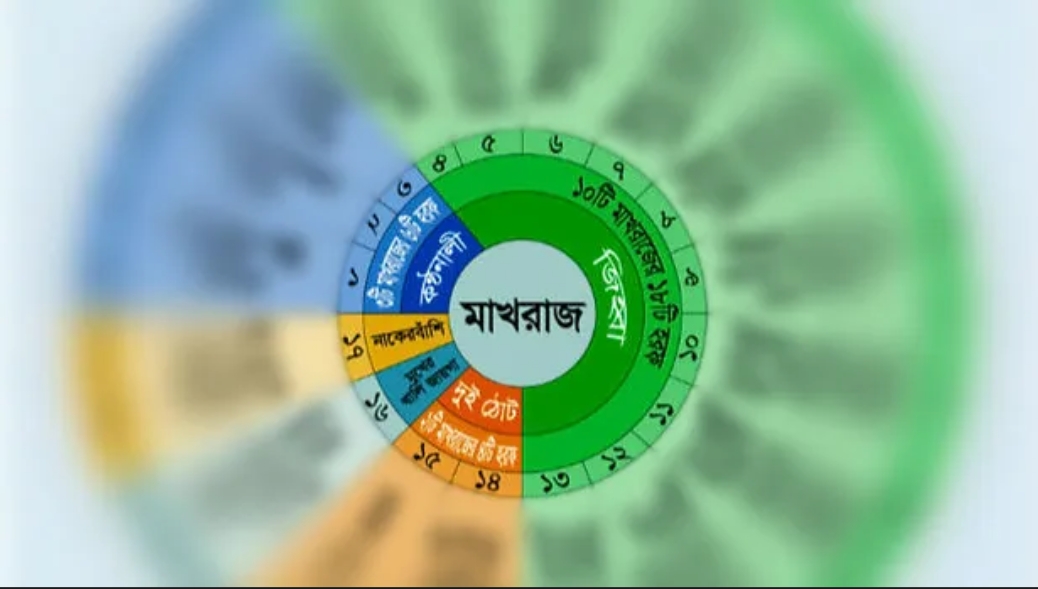 মাখরাজ
কণ্ঠনালী
৩টি মাখরাজের ৬টি হরফ
জিহ্বা
১০টি মাখরাজের ১৮টি হরফ
দুই ঠোট
২টি মাখরাজের ৪টি হরফ
মুখের
খালি জায়গা
নাকেরবাঁশি
১
২
৩
৪
৫
৬
৭
৮
৯
১০
১১
১২
১৩
১৪
১৫
১৬
১৭